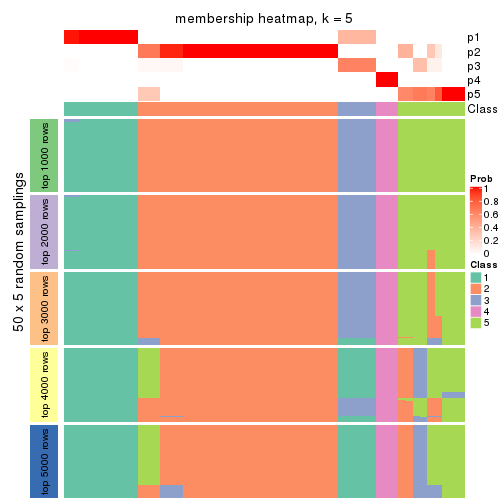 membership heatmap, k = 5
p1
p2
p3
p4
p5
Class
50 x 5 random samplings
top 1000 rows
top 2000 rows
top 3000 rows
top 4000 rows
top 5000 rows
Prob
1
0.8
0.6
0.4
0.2
0
Class
1
2
3
4
5